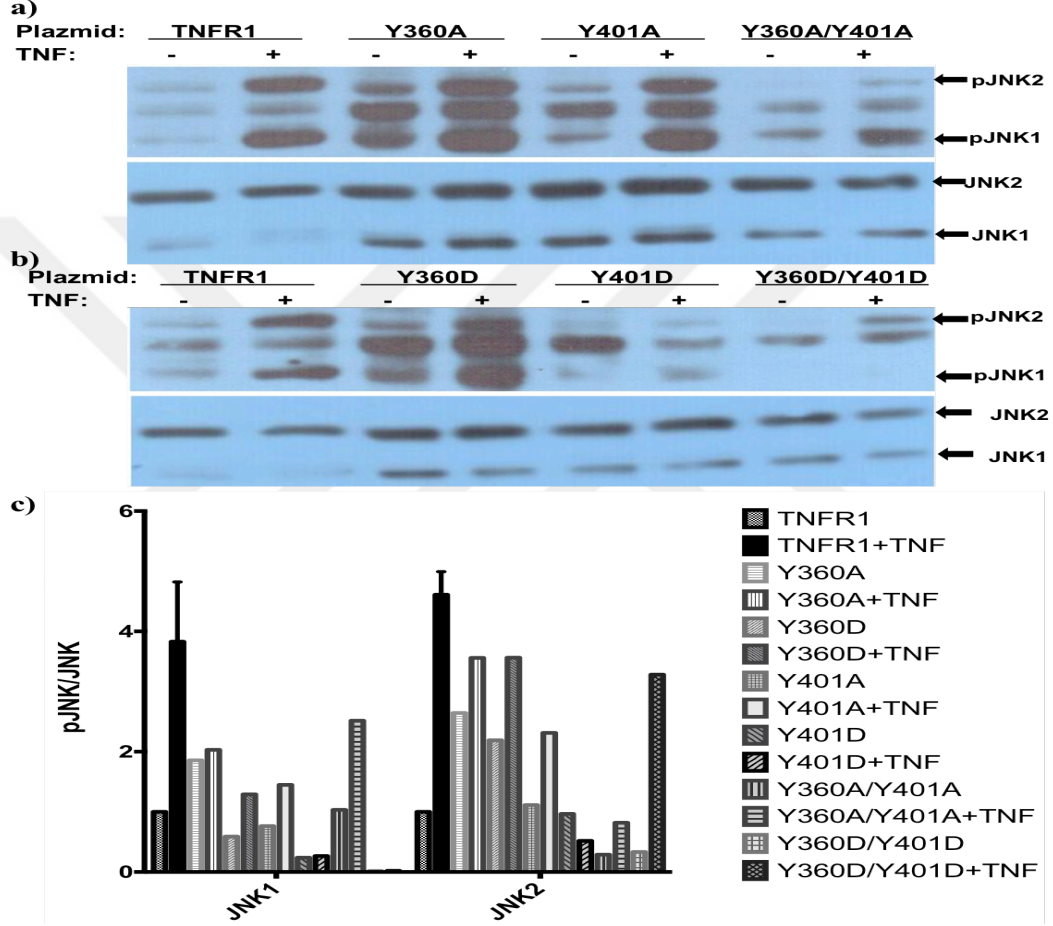 a)
Plazmid: TNFR1 Y360A Y401A Y360A/Y401A
TNF: - + - + - + - +
pJNK2
pJNK1
JNK2
JNK1
b)
Plazmid: TNFR1 Y360D Y401D Y360D/Y401D
TNF: - + - + - + - +
pJNK2
pJNK1
JNK2
JNK1
c)
pJNK/JNK
6
4
2
0
JNK1 JNK2
TNFR1
TNFR1+TNF
Y360A
Y360A+TNF
Y360D
Y360D+TNF
Y401A
Y401A+TNF
Y401D
Y401D+TNF
Y360A/Y401A
Y360A/Y401A+TNF
Y360D/Y401D
Y360D/Y401D+TNF